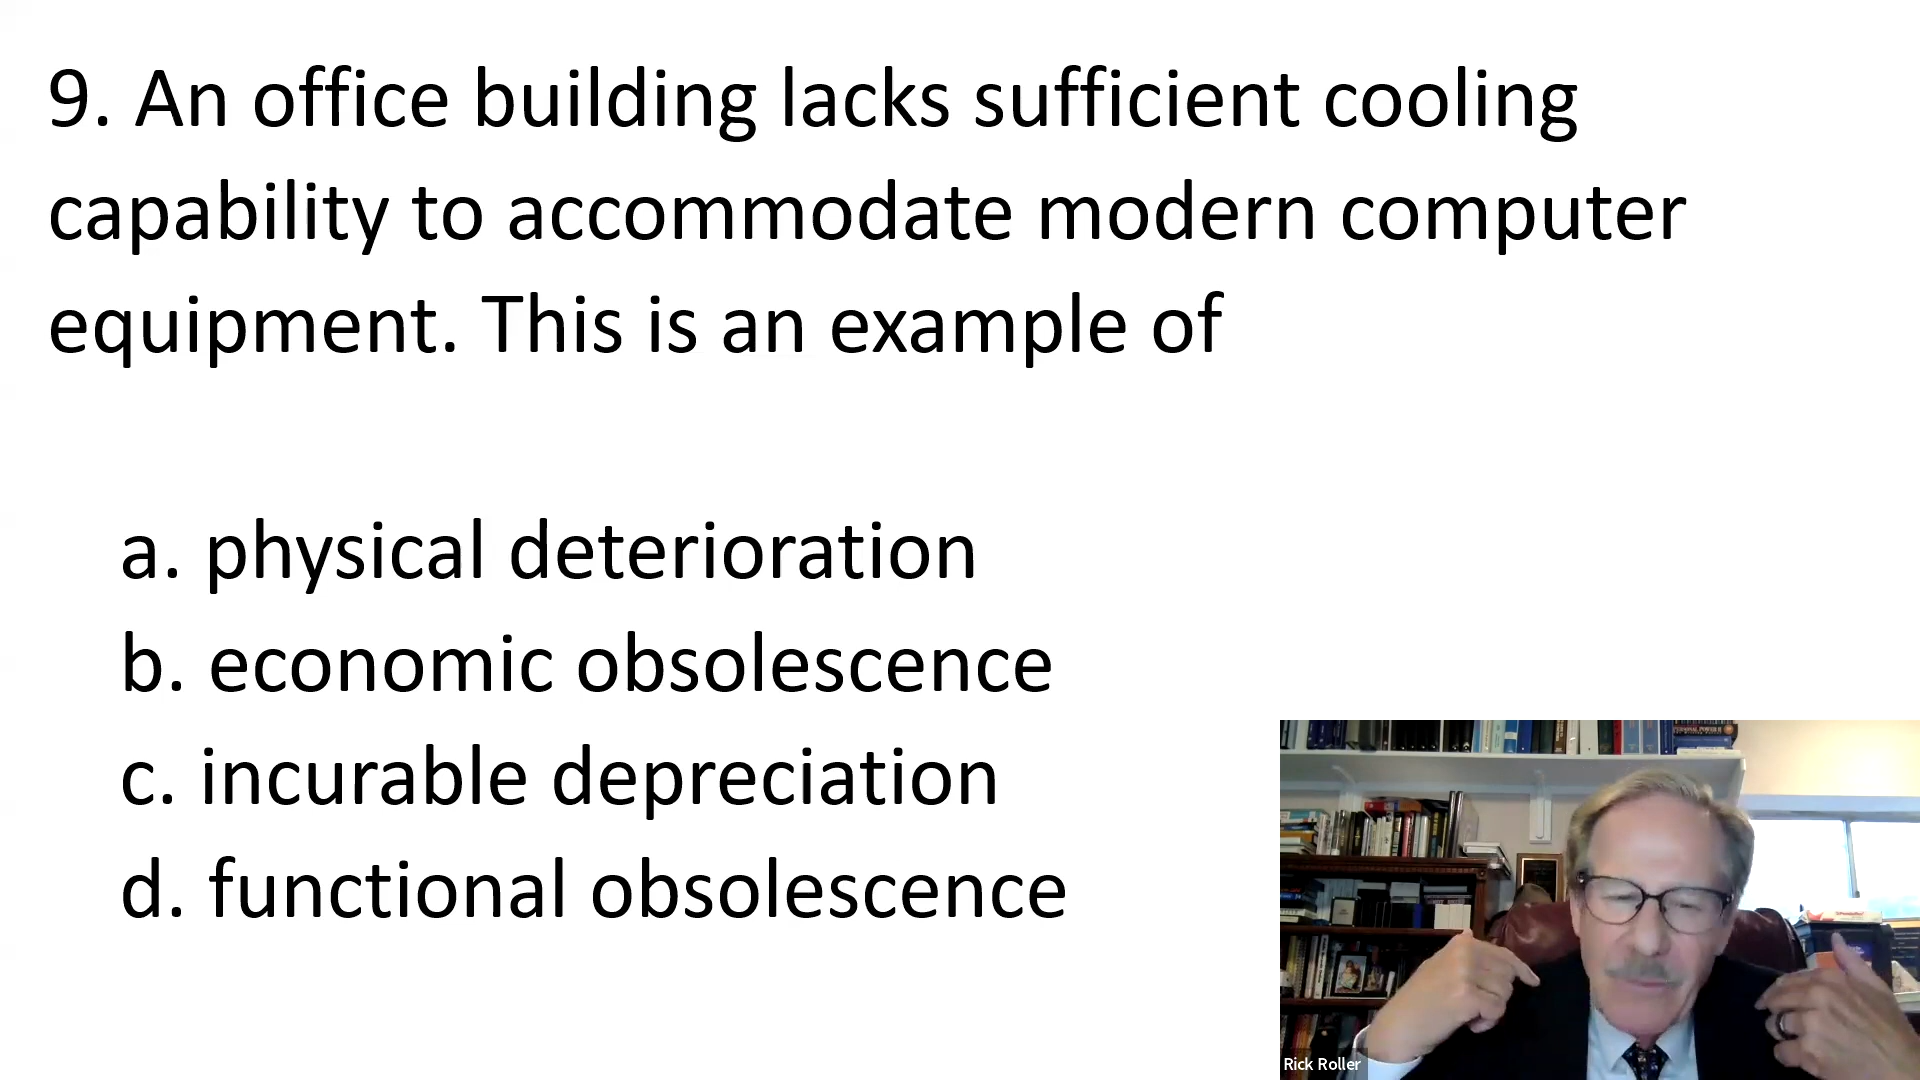 9. An office building lacks sufficient cooling
capability to accommodate modern computer
equipment. This is an example of
a. physical deterioration
b. economic obsolescence
c. incurable depreciation
d. functional obsolescence
Rick Roller